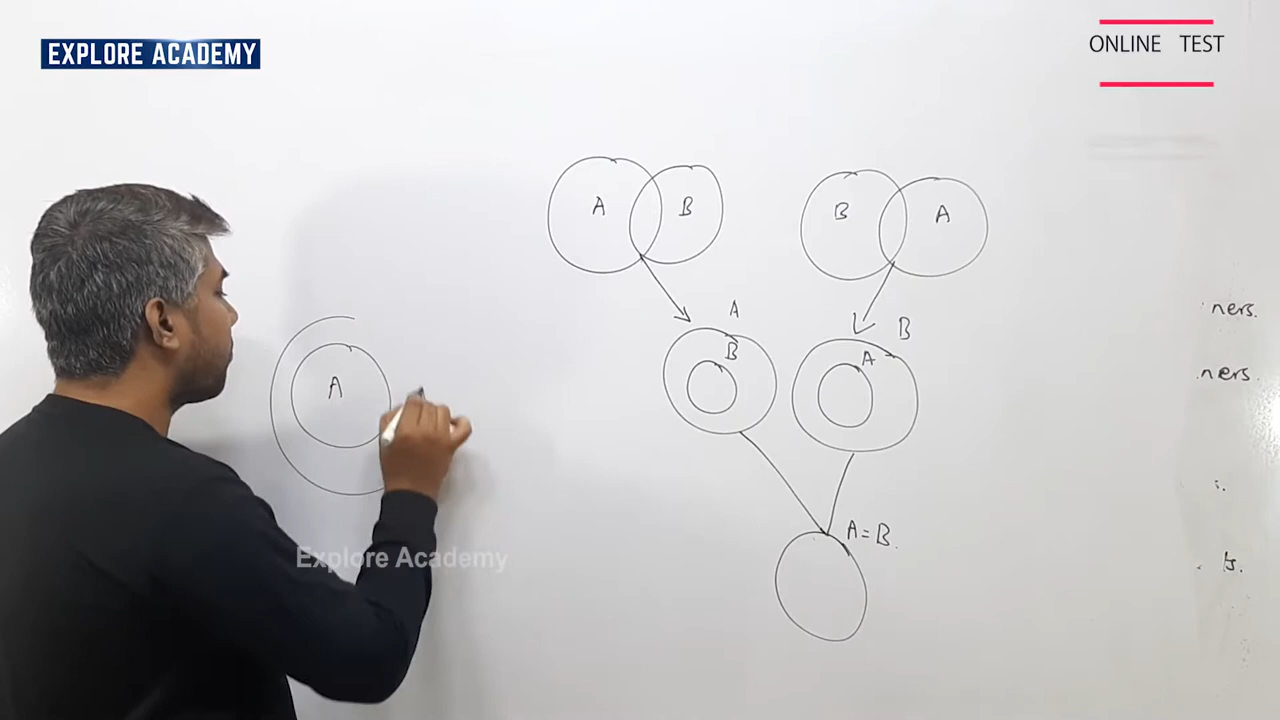 EXPLORE ACADEMY
ONLINE TEST
A B
B A
A
B
B
A
ners.
ners.
A
A=B.
Explore Academy